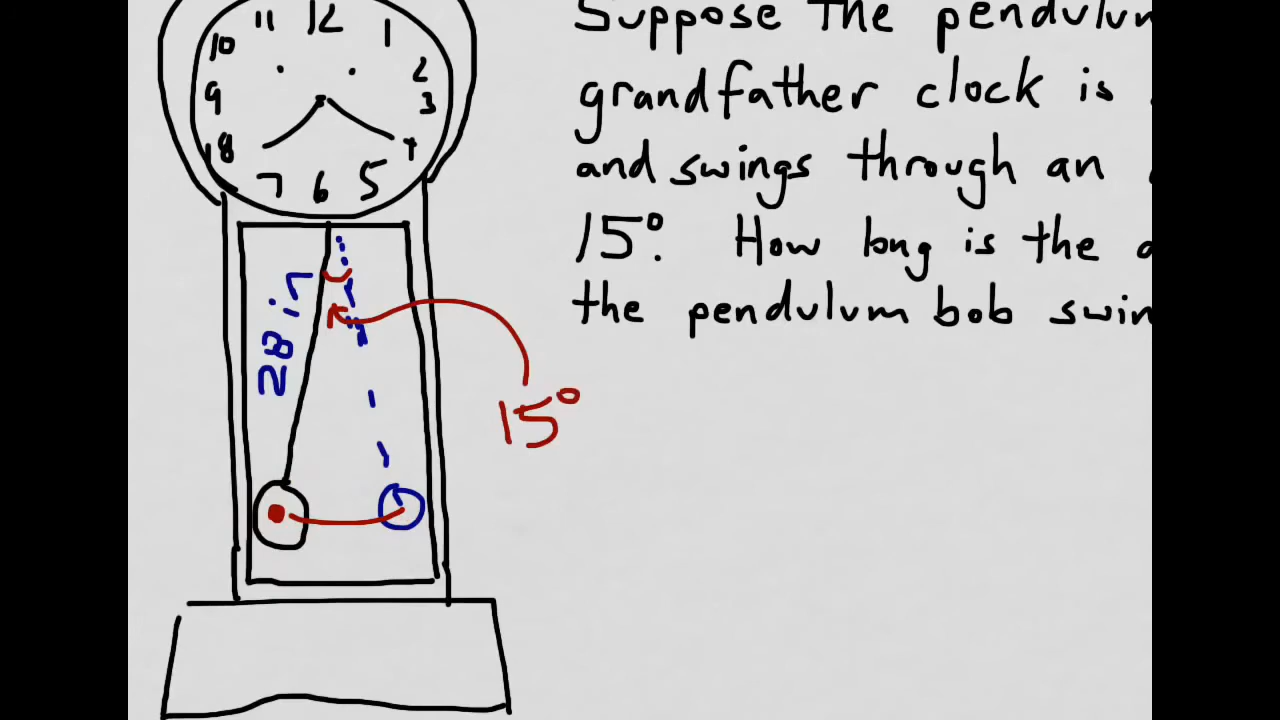 11 12 1
10 2
9 3
8 4
7 6 5
28 in
15°
Suppose the pendulum
grandfather clock is
and swings through an
15°. How long is the
the pendulum bob swin